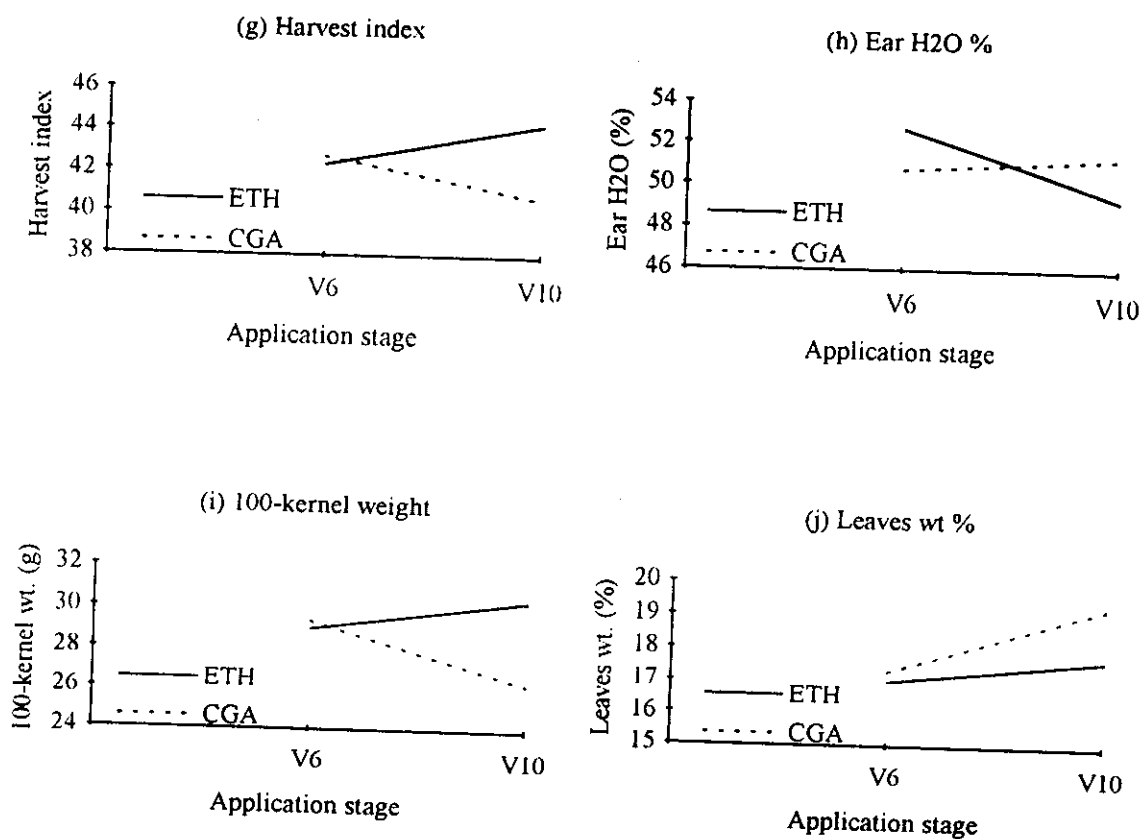 (g) Harvest index
Harvest index
46
44
42
40
38
ETH
CGA
V6
V10
Application stage
(h) Ear H2O %
Ear H2O (%)
54
52
50
48
46
ETH
CGA
V6
V10
Application stage
(i) 100-kernel weight
100-kernel wt. (g)
32
30
28
26
24
ETH
CGA
V6
V10
Application stage
(j) Leaves wt %
Leaves wt. (%)
20
19
18
17
16
15
ETH
CGA
V6
V10
Application stage